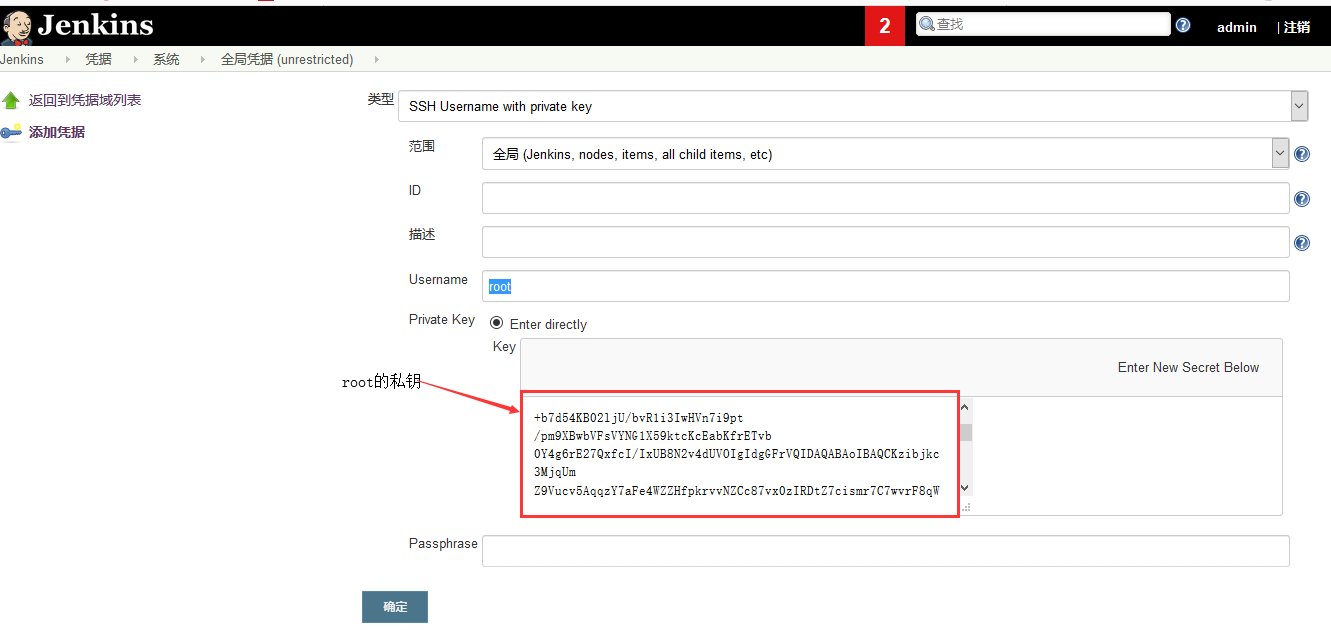 Jenkins
2
查找
admin
| 注销
Jenkins
凭据
系统
全局凭据 (unrestricted)
返回到凭据域列表
添加凭据
类型
SSH Username with private key
范围
全局 (Jenkins, nodes, items, all child items, etc)
ID
描述
Username
root
Private Key
Enter directly
Key
Enter New Secret Below
root的私钥
+b7d54KBO2ljU/bvR1i3IwHVn7i9pt
/pm9XBwbVFsVYNG1X59ktcKcEabKfrETvb
OY4g6rE27QxfcI/IxUB8N2v4dUVOIgIdgGFrVQIDAQABAoIBAQCKzibjkc
3MjqUm
Z9Vucv5AqqzY7aFe4WZZHfpkrvvNZCc87vxOzIRDtZ7cismr7C7wvrF8qW
Passphrase
确定